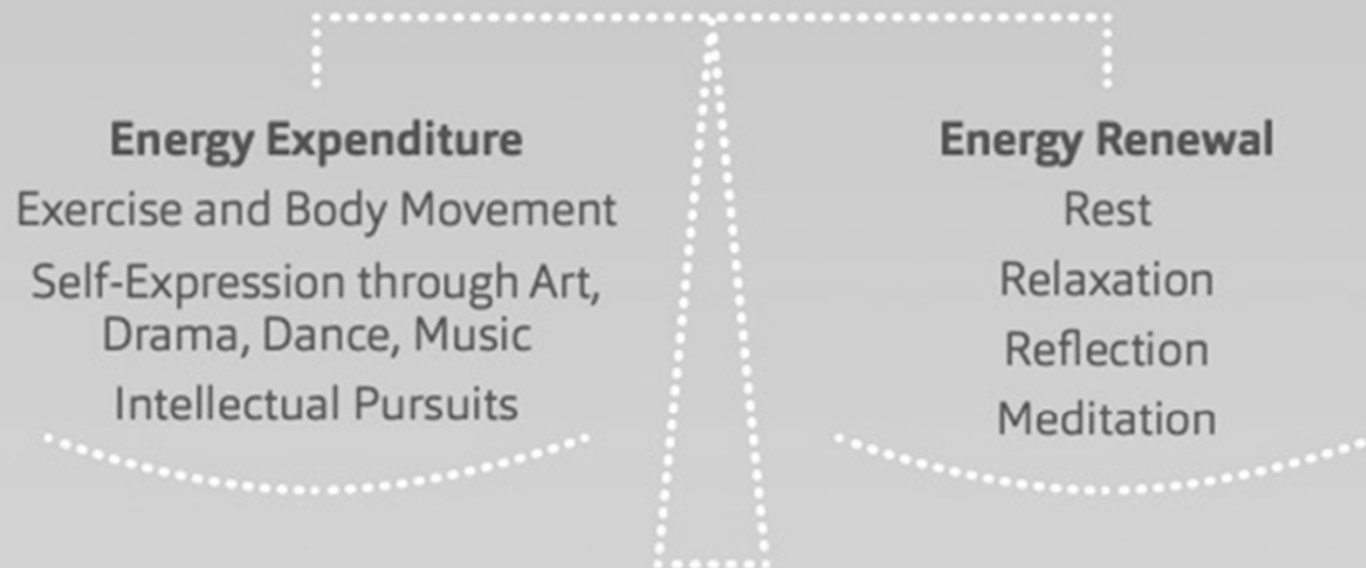 Energy Expenditure
Exercise and Body Movement
Self-Expression through Art,
Drama, Dance, Music
Intellectual Pursuits
Energy Renewal
Rest
Relaxation
Reflection
Meditation